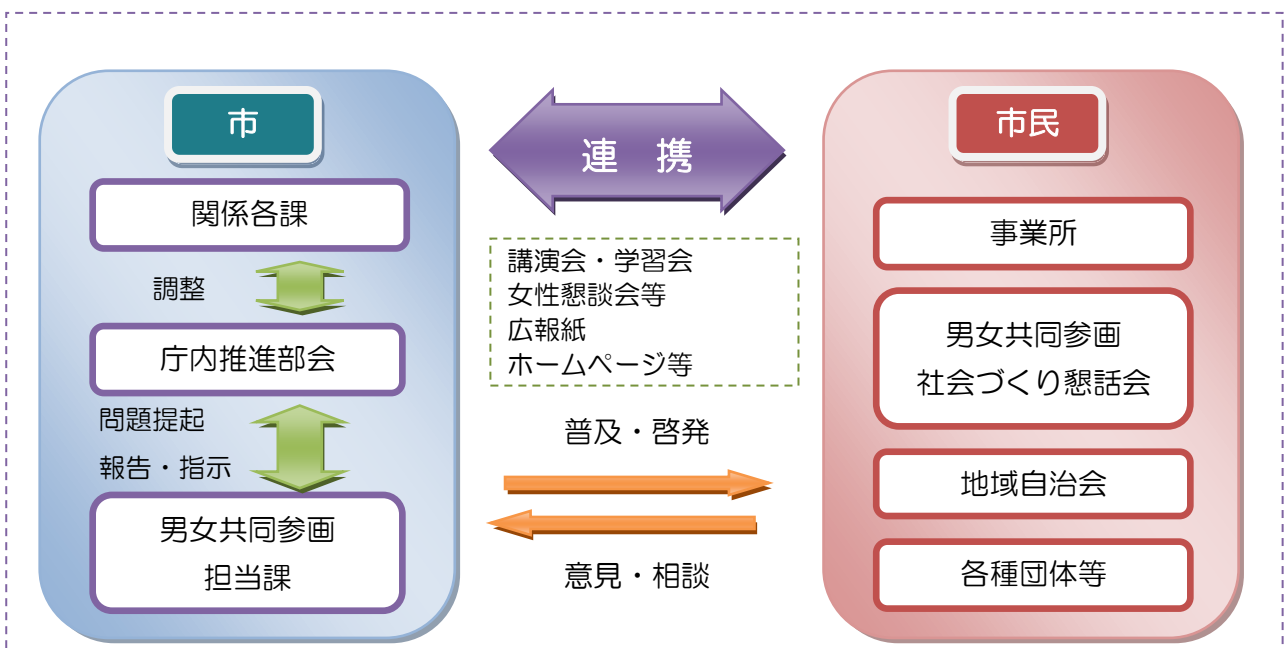 市
関係各課
調整
庁内推進部会
問題提起
報告・指示
男女共同参画
担当課
連 携
講演会・学習会
女性懇談会等
広報紙
ホームページ等
普及・啓発
意見・相談
市民
事業所
男女共同参画
社会づくり懇話会
地域自治会
各種団体等